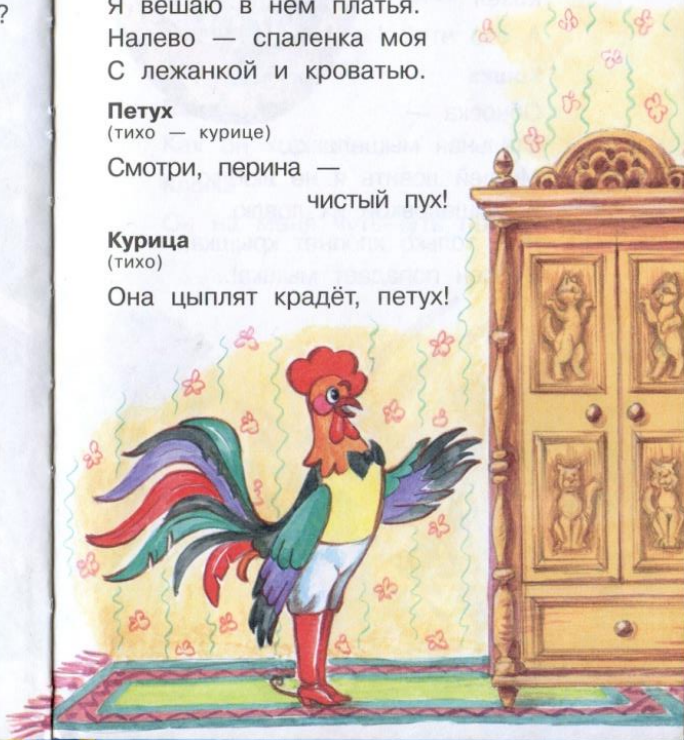 ?
Я вешаю в нём платья.
Налево — спаленка моя
С лежанкой и кроватью.
Петух
(тихо — курице)
Смотри, перина —
чистый пух!
Курица
(тихо)
Она цыплят крадёт, петух!